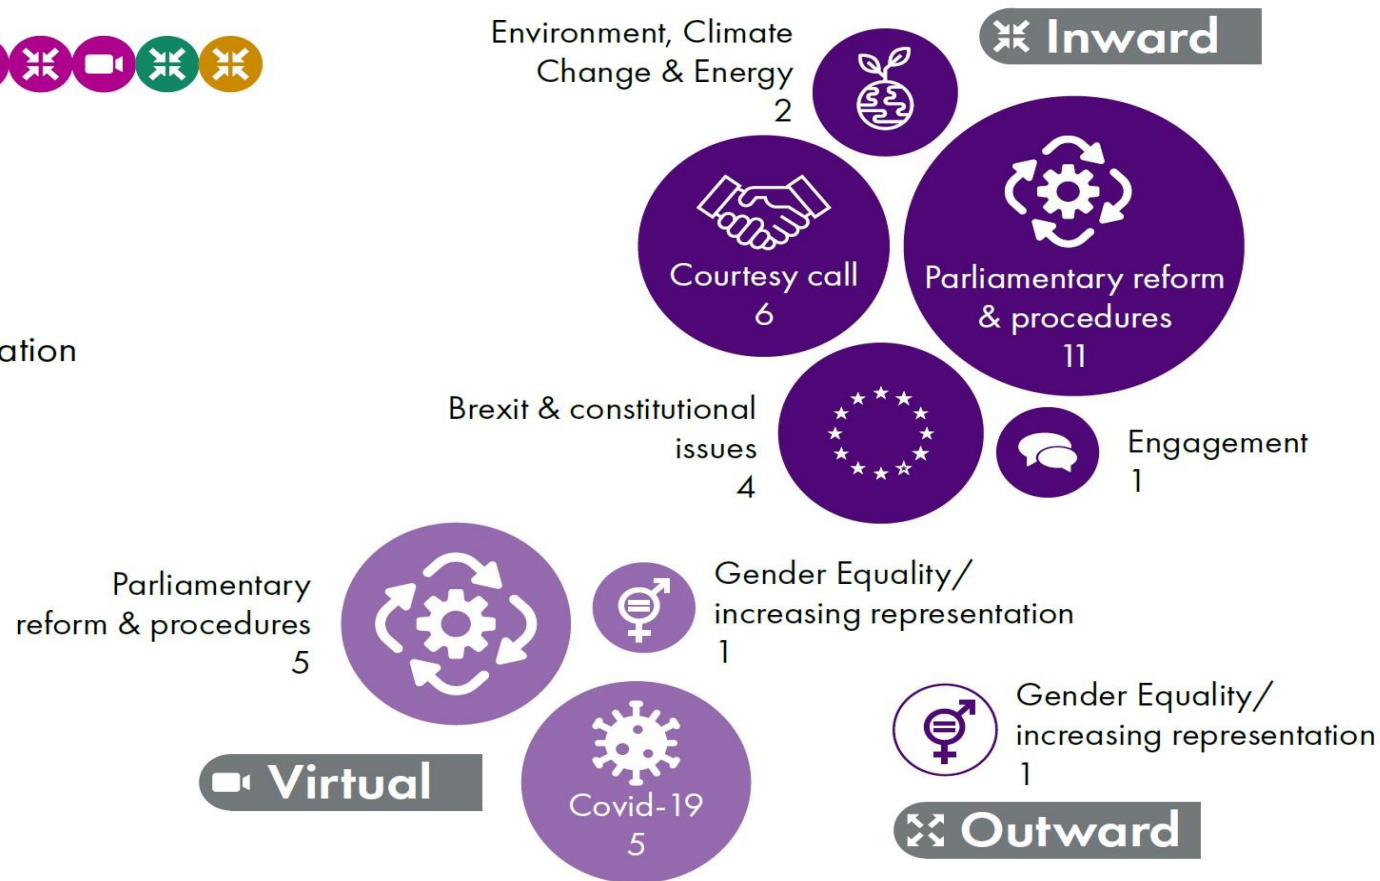 Environment, Climate
Change & Energy
2
Inward
Courtesy call
6
Parliamentary reform
& procedures
11
Brexit & constitutional
issues
4
Engagement
1
Parliamentary
reform & procedures
5
Gender Equality/
increasing representation
1
Covid-19
5
Virtual
Gender Equality/
increasing representation
1
Outward